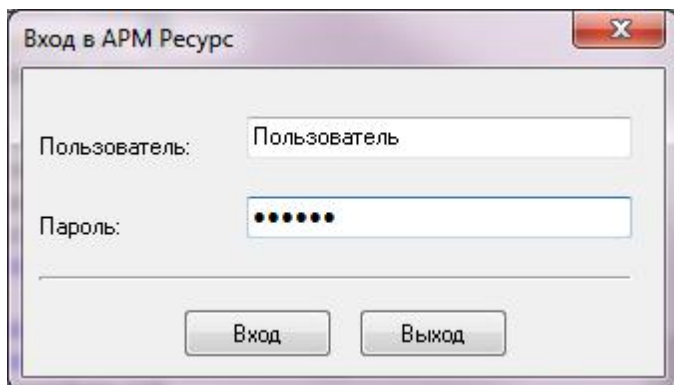 Вход в АРМ Ресурс
Пользователь: Пользователь
Пароль: ••••••
Вход Выход